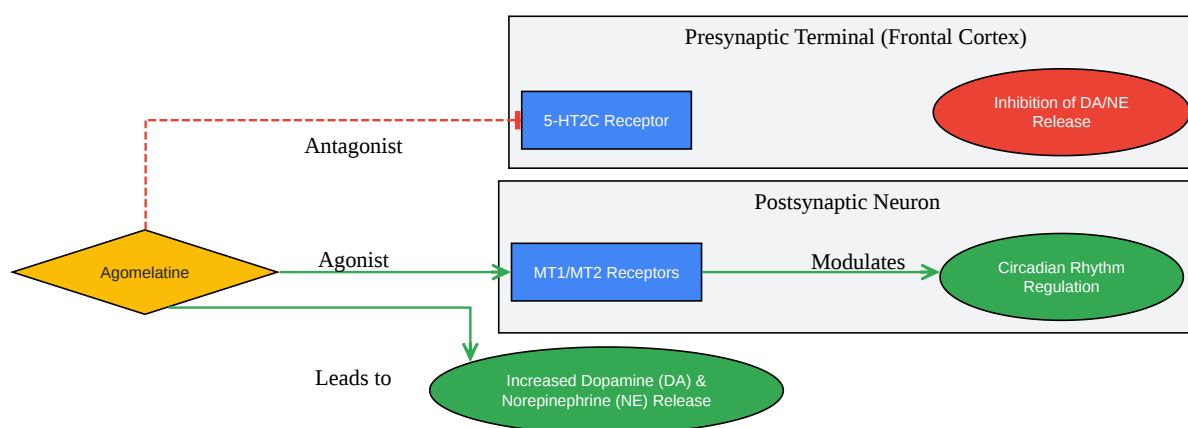 Presynaptic Terminal (Frontal Cortex)
5-HT2C Receptor
Inhibition of DA/NE
Release
Antagonist
Postsynaptic Neuron
Agomelatine
Agonist
MT1/MT2 Receptors
Modulates
Circadian Rhythm
Regulation
Leads to
Increased Dopamine (DA) &
Norepinephrine (NE) Release